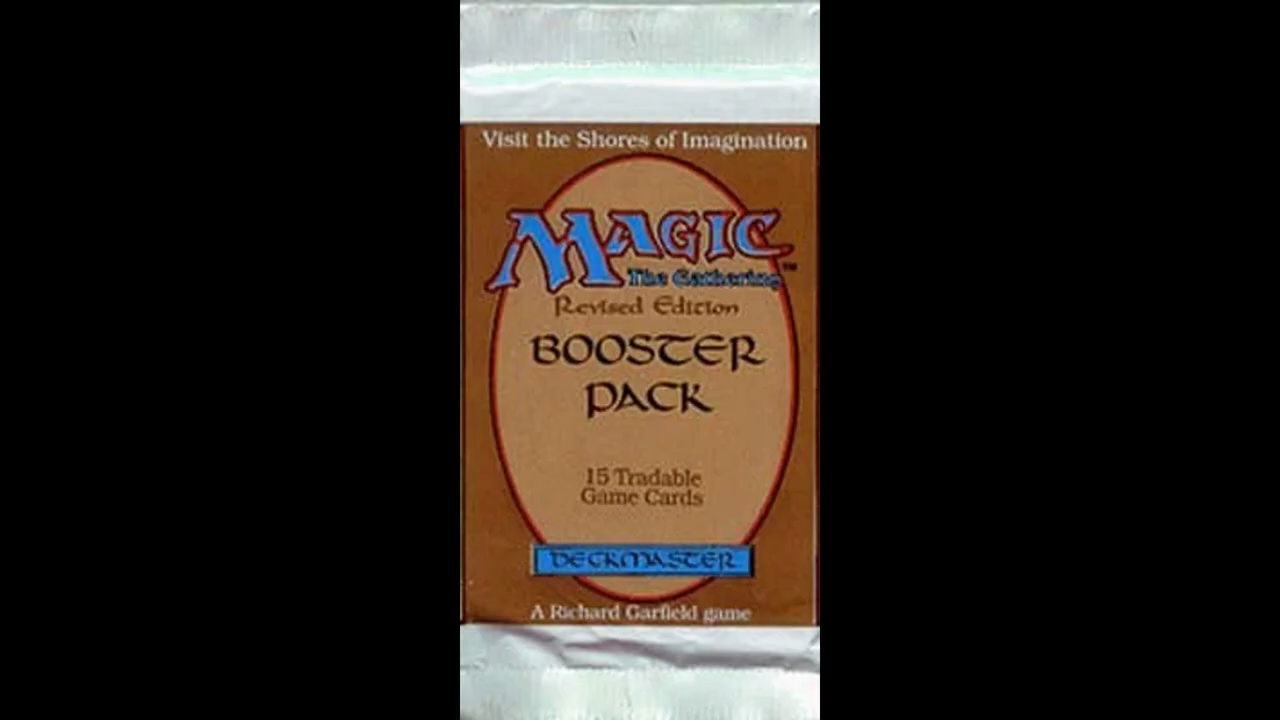 Visit the Shores of Imagination
MAGIC
The Gathering™
Revised Edition
BOOSTER
PACK
15 Tradable
Game Cards
DECKMASTER
A Richard Garfield game